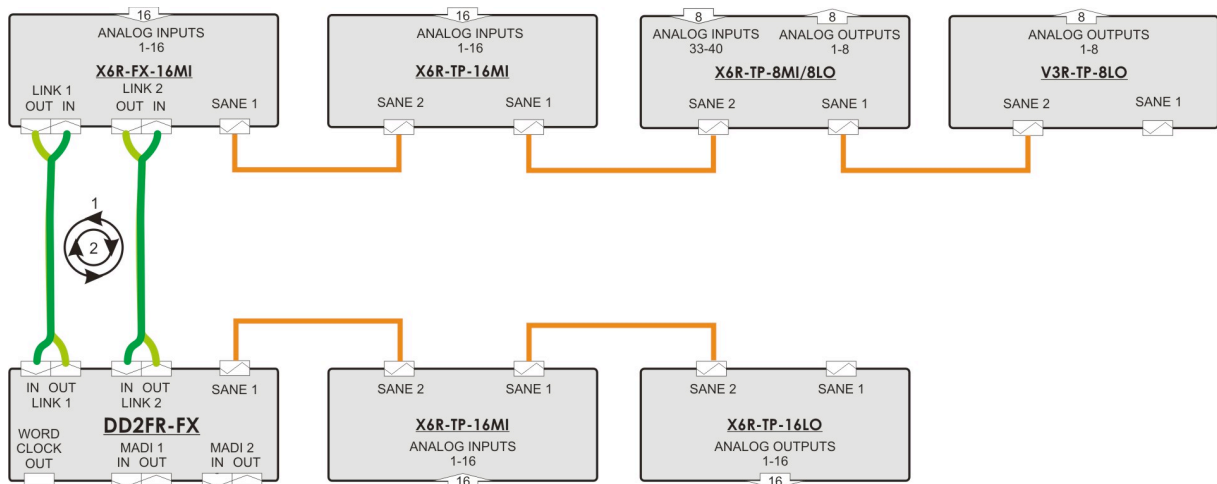 16
ANALOG INPUTS
1-16
X6R-FX-16MI
LINK 1
OUT IN
LINK 2
OUT IN
SANE 1
16
ANALOG INPUTS
1-16
X6R-TP-16MI
SANE 2
SANE 1
8
ANALOG INPUTS
33-40
8
ANALOG OUTPUTS
1-8
X6R-TP-8MI/8LO
SANE 2
SANE 1
8
ANALOG OUTPUTS
1-8
V3R-TP-8LO
SANE 2
SANE 1
1
2
IN OUT
LINK 1
IN OUT
LINK 2
SANE 1
DD2FR-FX
WORD
CLOCK
OUT
MADI 1
IN OUT
MADI 2
IN OUT
SANE 2
SANE 1
X6R-TP-16MI
ANALOG INPUTS
1-16
16
SANE 2
SANE 1
X6R-TP-16LO
ANALOG OUTPUTS
1-16
16